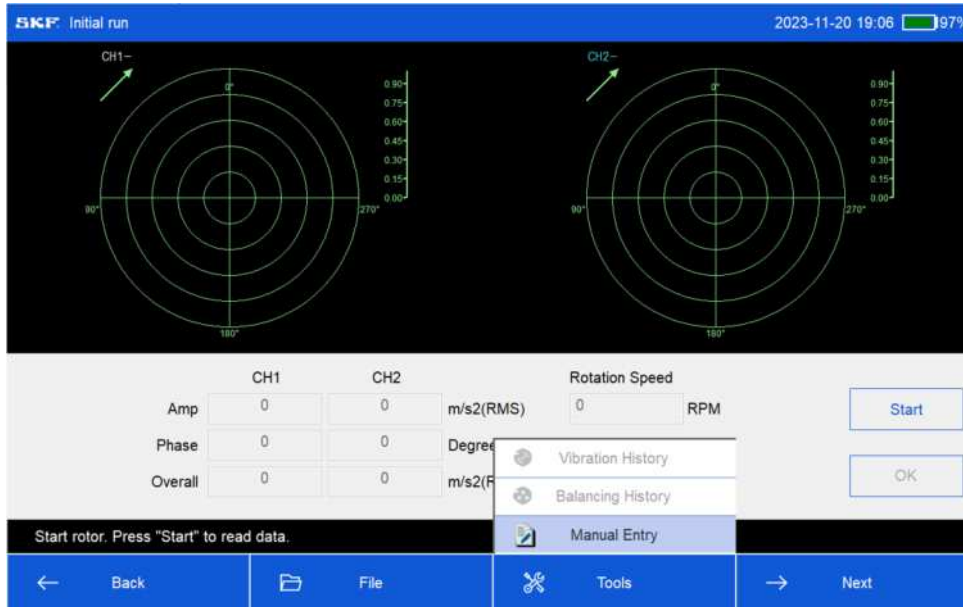 SKF Initial run 2023-11-20 19:06 97%
CH1- CH2-
0° 0.90 0° 0.90
0.75 0.75
0.60 0.60
0.45 0.45
0.30 0.30
0.15 0.15
90° 270° 0.00 90° 270° 0.00
180° 180°
CH1 CH2 Rotation Speed
Amp 0 0 m/s2(RMS) 0 RPM Start
Phase 0 0 Degree
Vibration History
Overall 0 0 m/s2(R OK
Balancing History
Start rotor. Press "Start" to read data.
Manual Entry
Back File Tools Next